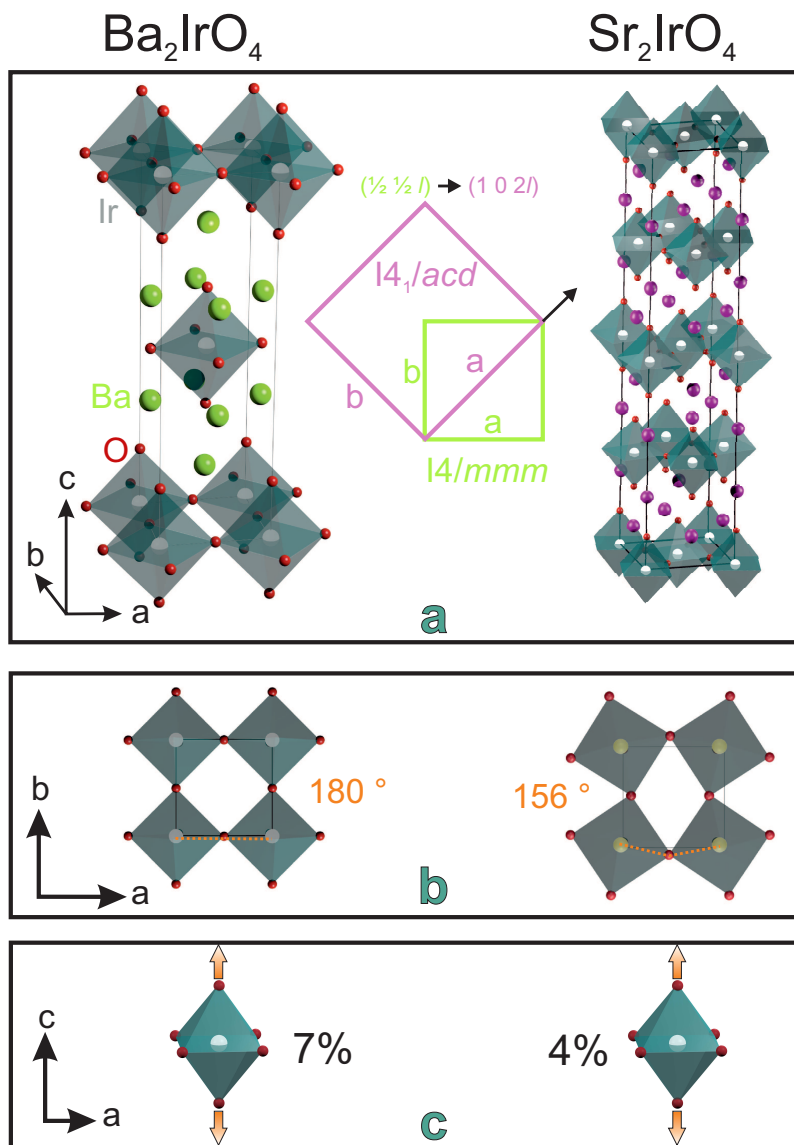 Ba₂IrO₄
Sr₂IrO₄
(½ ½ l) → (1 0 2l)
Ir
I4₁/acd
Ba
b
a
b
a
O
I4/mmm
c
b
a
a
b
180 °
156 °
a
b
c
7%
4%
a
c